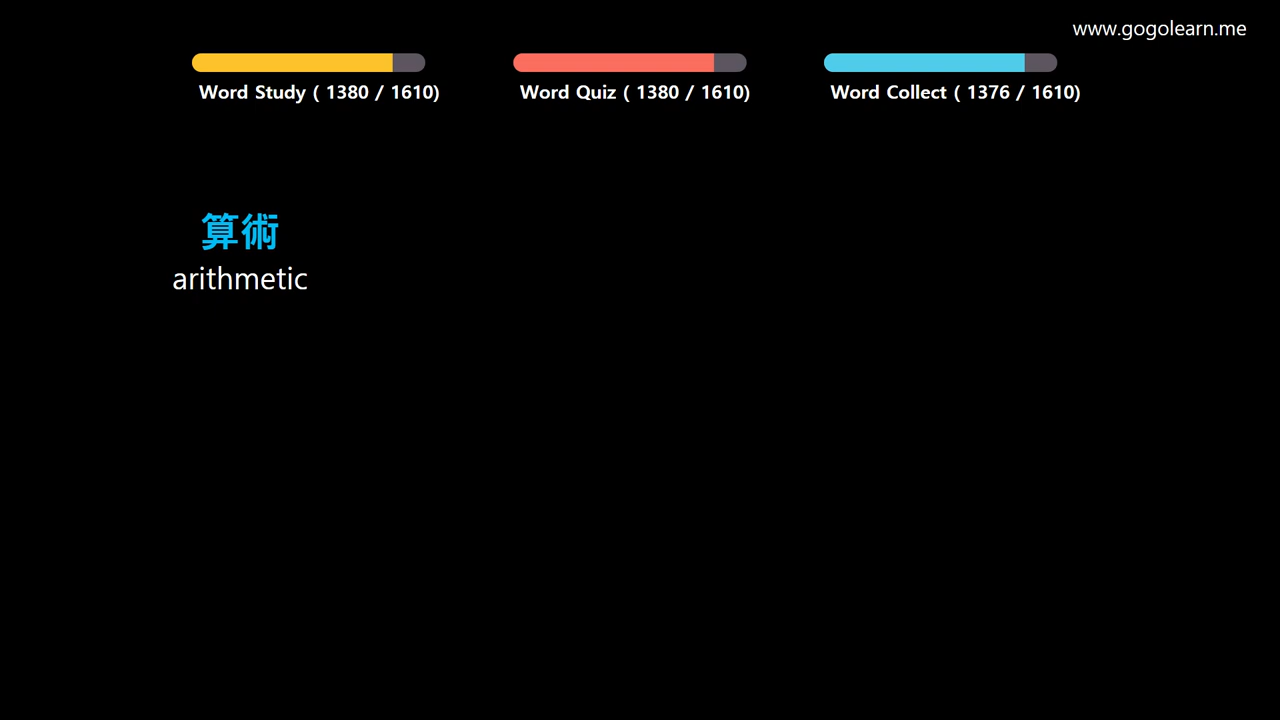 www.gogolearn.me
Word Study ( 1380 / 1610)
Word Quiz ( 1380 / 1610)
Word Collect ( 1376 / 1610)
算術
arithmetic